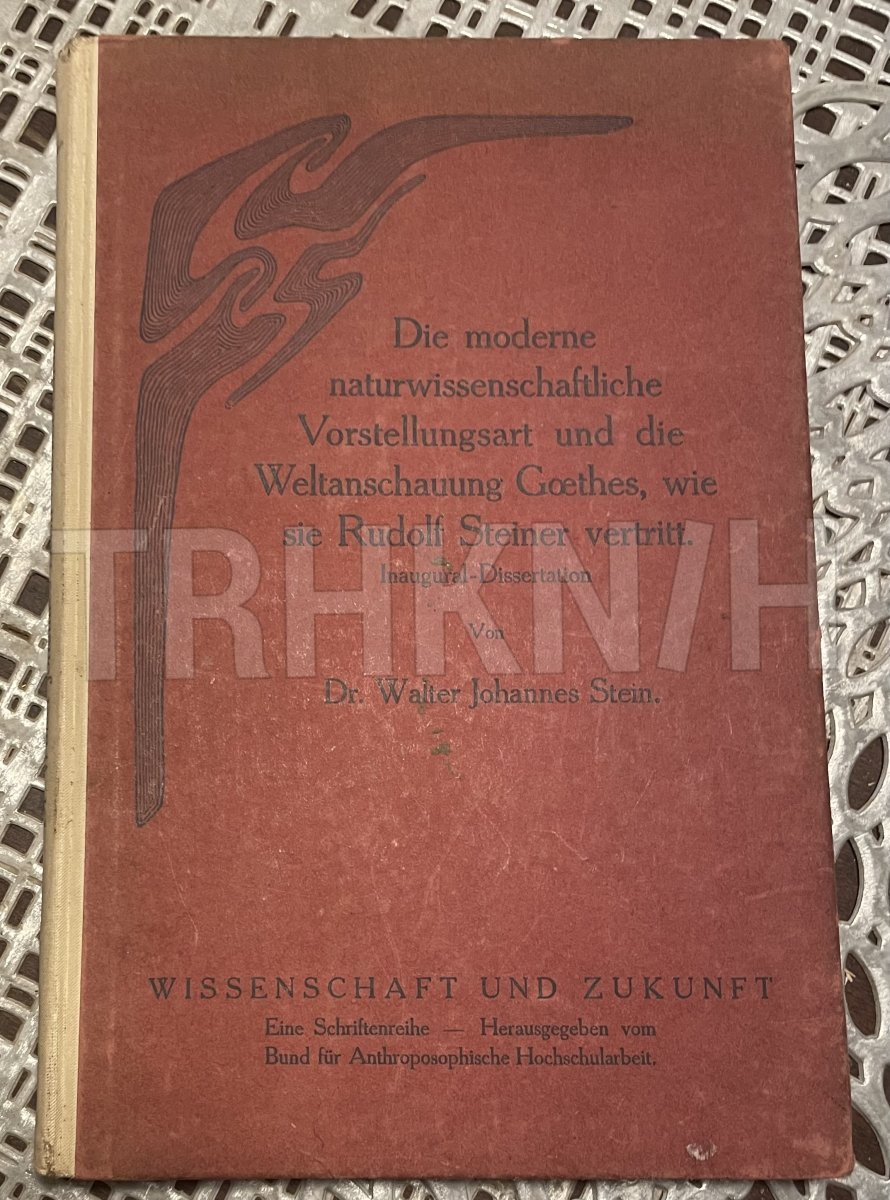 Die moderne
naturwissenschaftliche
Vorstellungsart und die
Weltanschauung Gœthes, wie
sie Rudolf Steiner vertritt.
Inaugural-Dissertation
Von
Dr. Walter Johannes Stein.
TRHKN/H
WISSENSCHAFT UND ZUKUNFT
Eine Schriftenreihe — Herausgegeben vom
Bund für Anthroposophische Hochschularbeit.